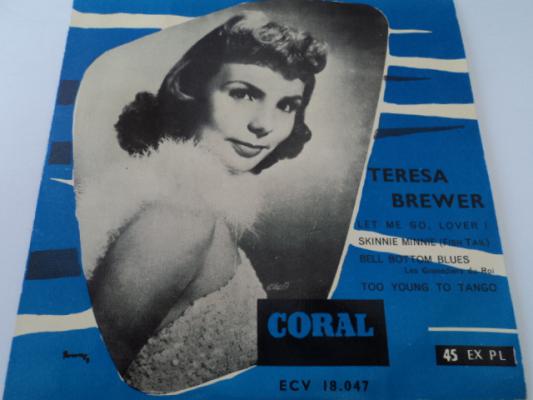 TERESA
BREWER
LET ME GO, LOVER !
SKINNIE MINNIE (FISH TAIL)
BELL BOTTOM BLUES
Les Grenadiers du Roi
TOO YOUNG TO TANGO
CORAL
45 EX PL
ECV 18.047